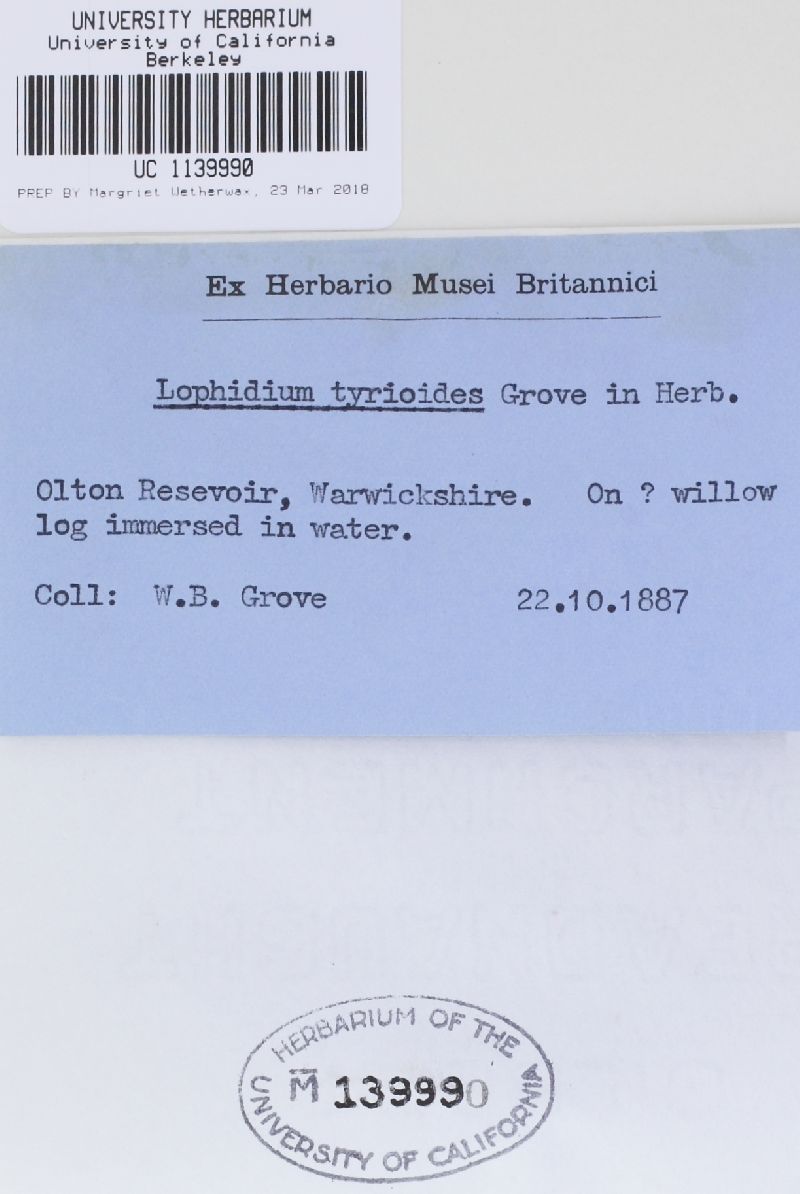 UNIVERSITY HERBARIUM
University of California
Berkeley
UC 1139990
PREP BY Margriet Wetherwax, 23 Mar 2018
Ex Herbario Musei Britannici
Lophidium tyrioides Grove in Herb.
Olton Resevoir, Warwickshire. On ? willow
log immersed in water.
Coll: W.B. Grove 22.10.1887
HERBARIUM OF THE
M̅ 139990
UNIVERSITY OF CALIFORNIA